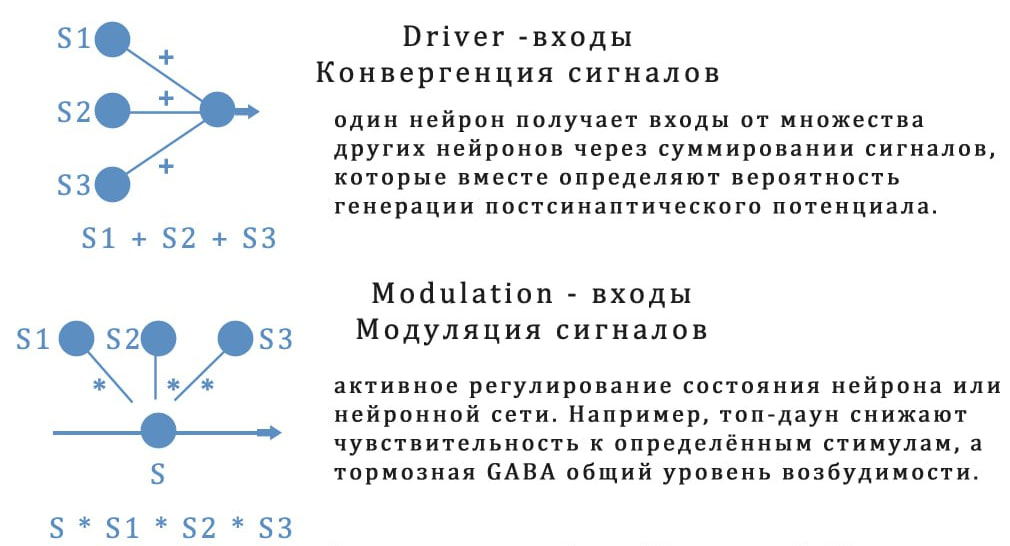 S1
+
S2
+
S3
+
S1 + S2 + S3
Driver -входы
Конвергенция сигналов
один нейрон получает входы от множества
других нейронов через суммировании сигналов,
которые вместе определяют вероятность
генерации постсинаптического потенциала.
S1 S2 S3
* * *
S
S * S1 * S2 * S3
Modulation - входы
Модуляция сигналов
активное регулирование состояния нейрона или
нейронной сети. Например, топ-даун снижают
чувствительность к определённым стимулам, а
тормозная GABA общий уровень возбудимости.